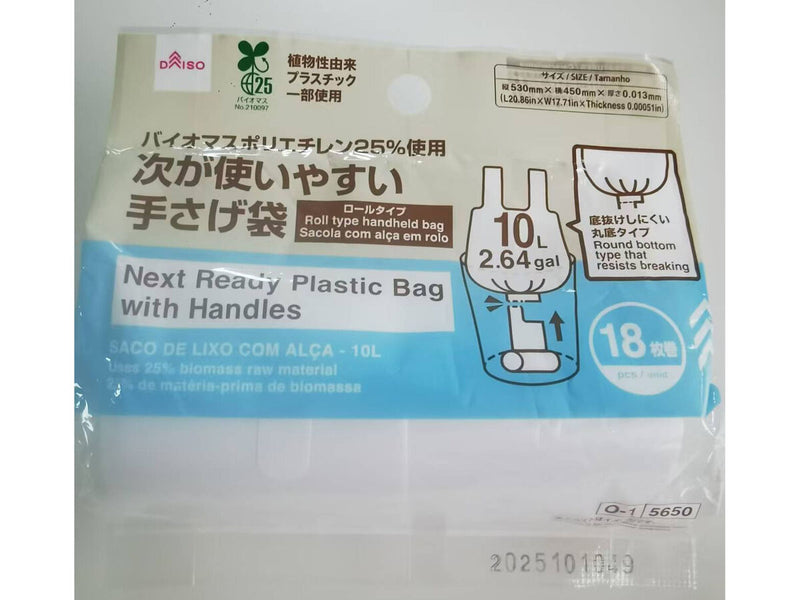 DAISO
25
バイオマス
No.210097
植物性由来
プラスチック
一部使用
サイズ / SIZE / Tamanho
縦530mm×横450mm×厚さ0.013mm
(L20.86in×W17.71in×Thickness 0.00051in)
バイオマスポリエチレン25%使用
次が使いやすい
手さげ袋
ロールタイプ
Roll type handheld bag
Sacola com alça em rolo
10L
2.64gal
底抜けしにくい
丸底タイプ
Round bottom
type that
resists breaking
Next Ready Plastic Bag
with Handles
SACO DE LIXO COM ALÇA - 10L
Uses 25% biomass raw material
25% de matéria-prima de biomassa
18枚巻
pcs / unid
Q-1 5650
2025101049